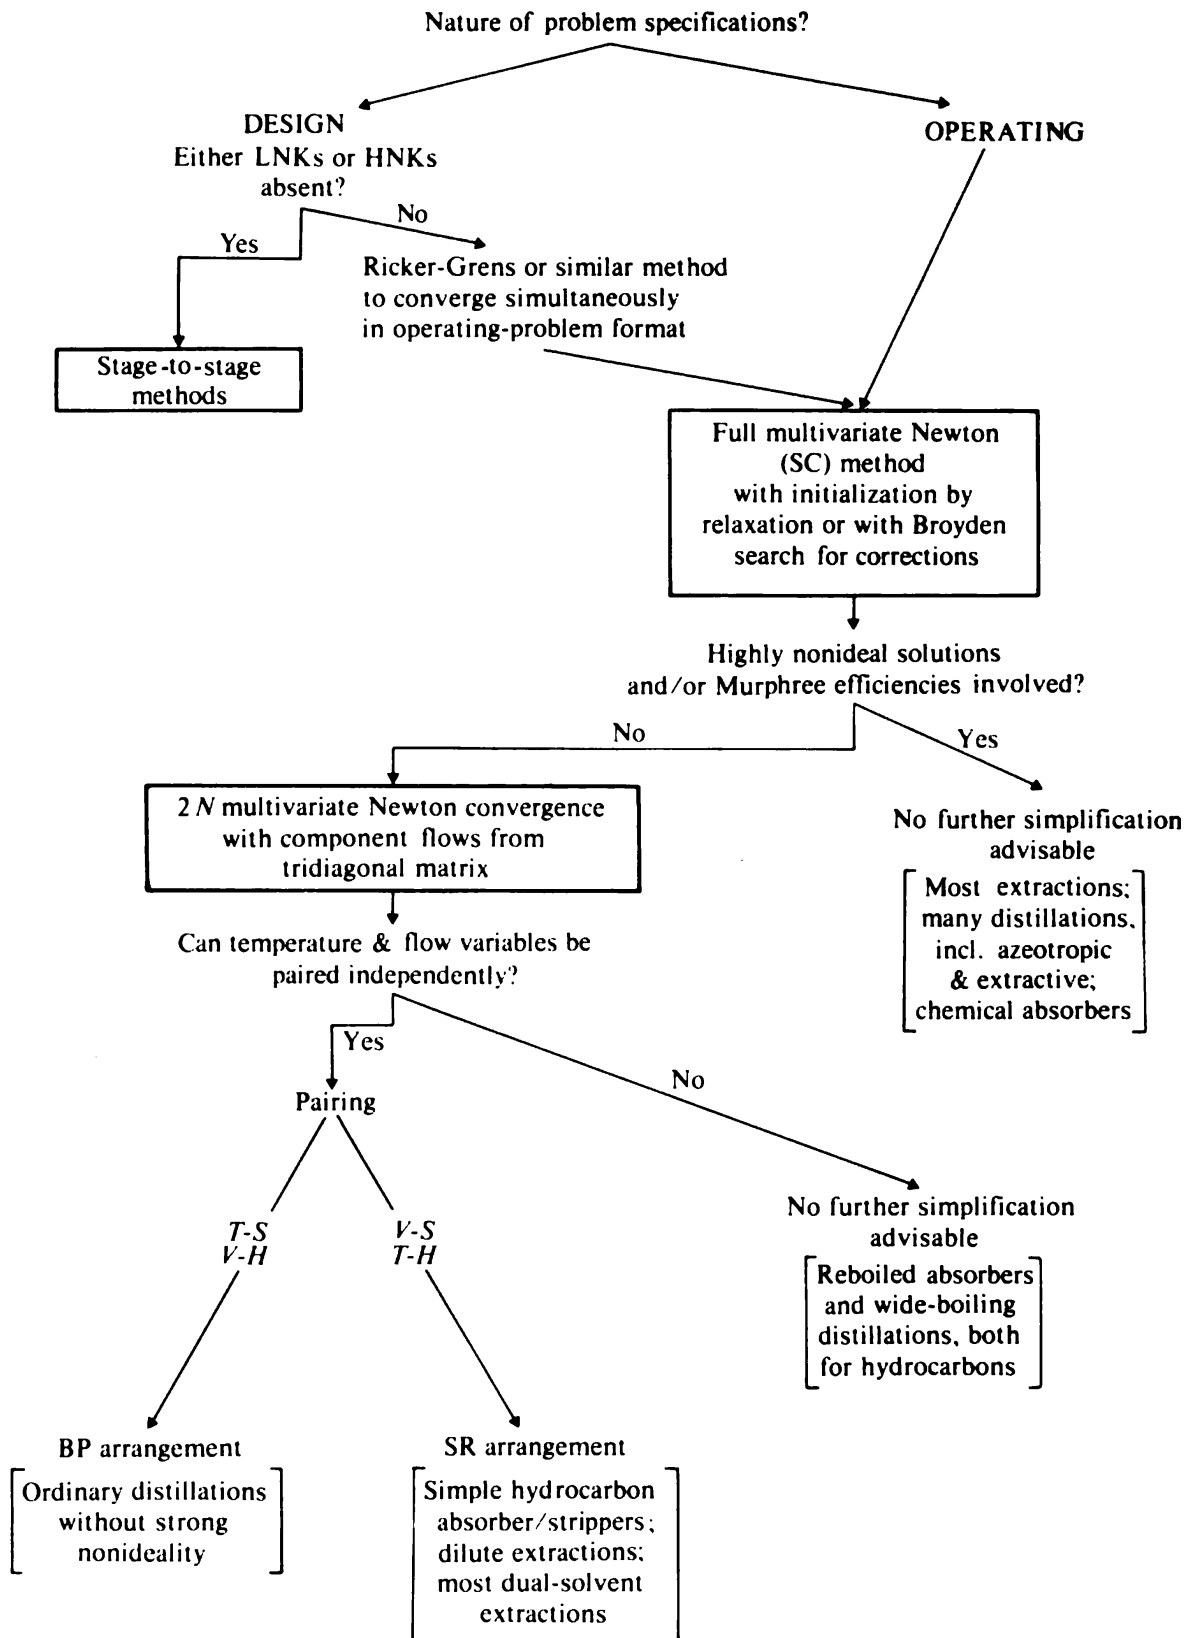 Nature of problem specifications?
DESIGN
Either LNKs or HNKs
absent?
OPERATING
No
Yes
Ricker-Grens or similar method
to converge simultaneously
in operating-problem format
Stage-to-stage
methods
Full multivariate Newton
(SC) method
with initialization by
relaxation or with Broyden
search for corrections
Highly nonideal solutions
and/or Murphree efficiencies involved?
No
Yes
2N multivariate Newton convergence
with component flows from
tridiagonal matrix
No further simplification
advisable
Most extractions;
many distillations,
incl. azeotropic
& extractive;
chemical absorbers
Can temperature & flow variables be
paired independently?
Yes
No
Pairing
T-S
V-H
V-S
T-H
No further simplification
advisable
Reboiled absorbers
and wide-boiling
distillations, both
for hydrocarbons
BP arrangement
Ordinary distillations
without strong
nonideality
SR arrangement
Simple hydrocarbon
absorber/strippers;
dilute extractions;
most dual-solvent
extractions